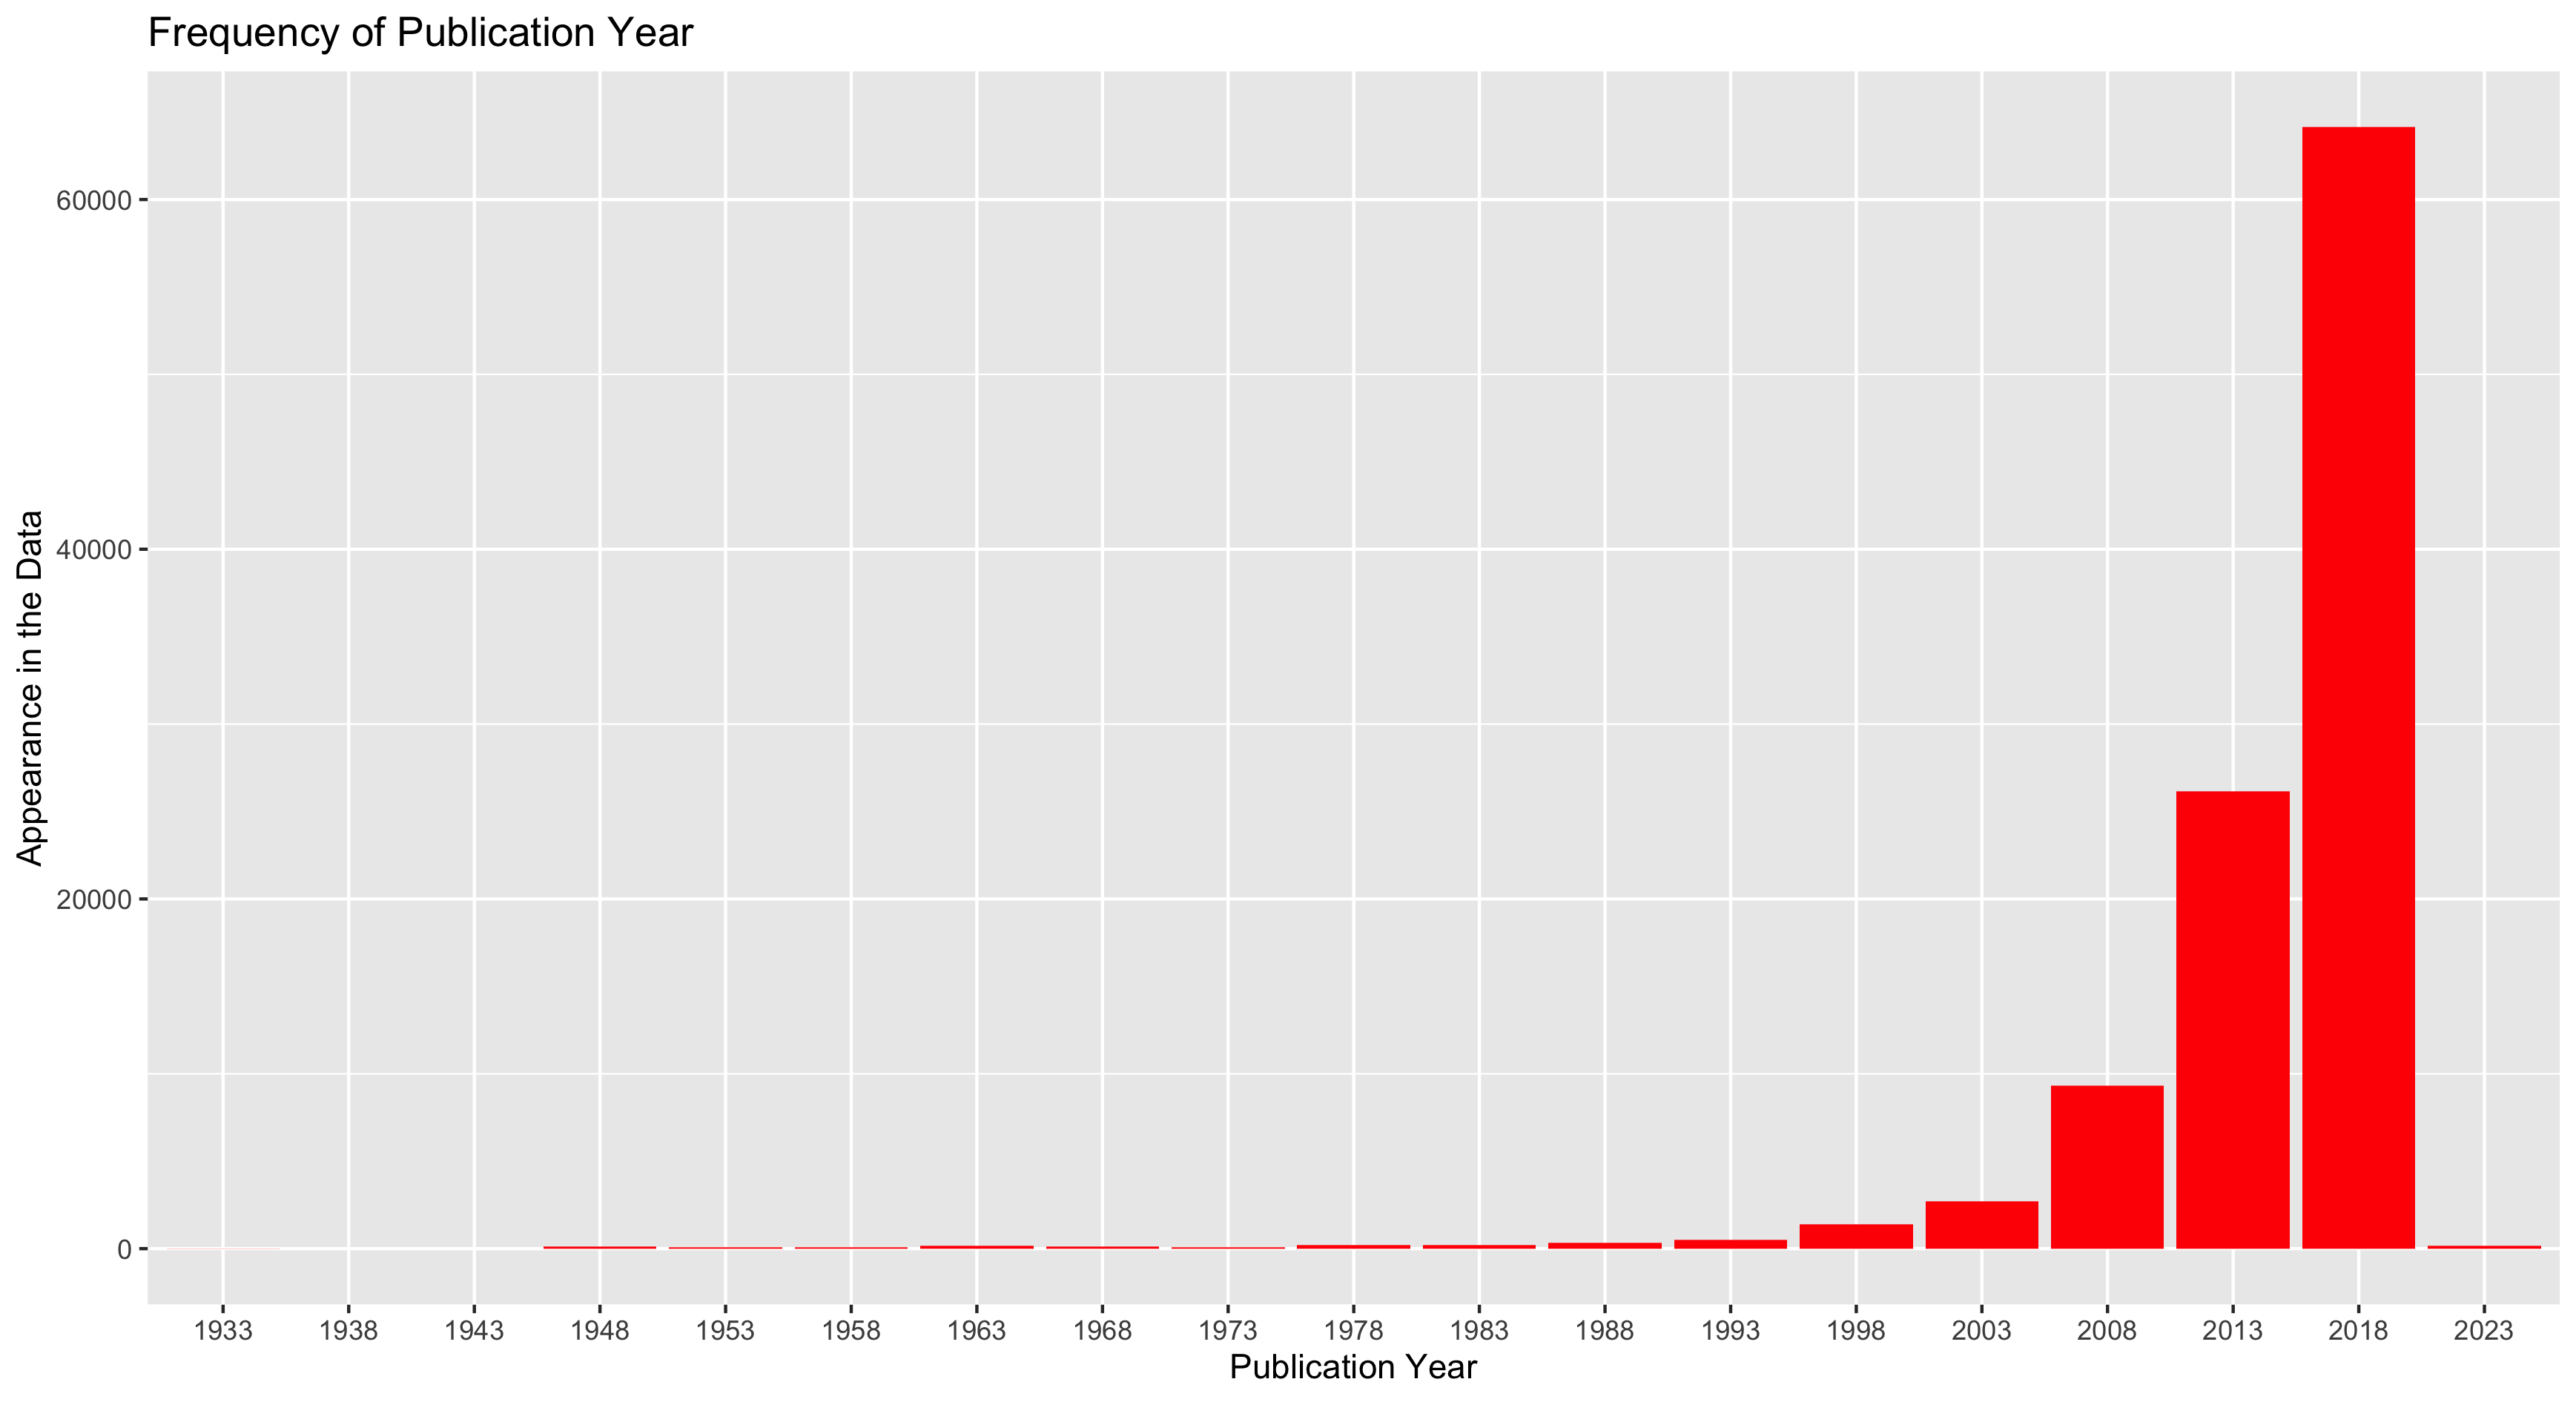 Frequency of Publication Year
Appearance in the Data
60000
40000
20000
0
1933 1938 1943 1948 1953 1958 1963 1968 1973 1978 1983 1988 1993 1998 2003 2008 2013 2018 2023
Publication Year